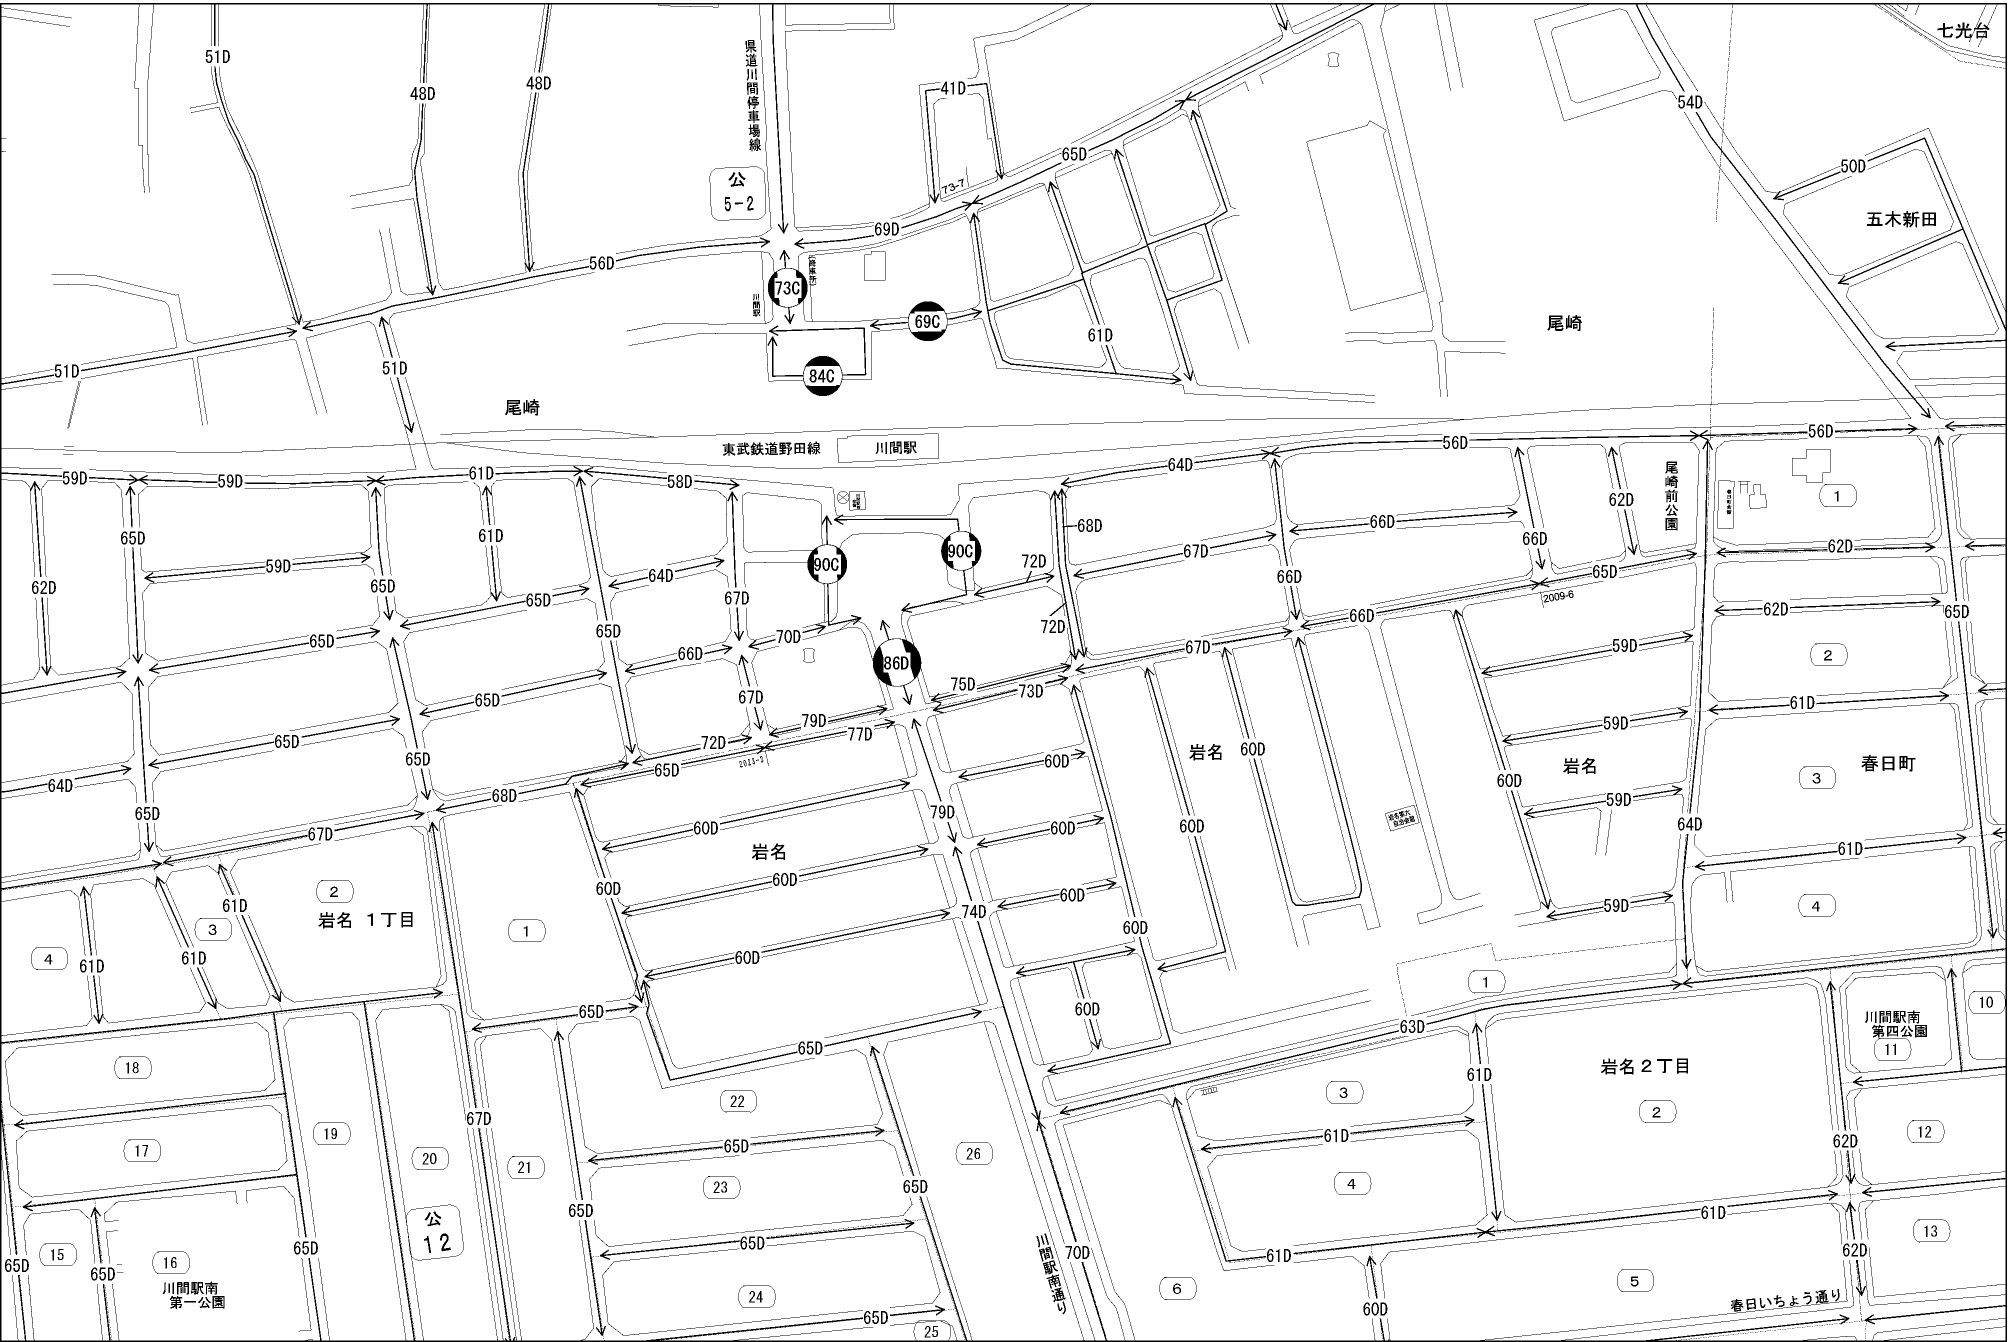 七光台
51D
48D
48D
県道川間停車場線
41D
54D
65D
50D
公
5-2
73-7
五木新田
69D
56D
73C
川間駅
69C
尾崎
61D
51D
51D
84C
尾崎
56D
56D
東武鉄道野田線
川間駅
64D
59D
59D
61D
58D
尾崎前公園
1
62D
66D
68D
65D
61D
66D
62D
67D
90C
90C
59D
72D
64D
65D
66D
65D
62D
67D
2009-6
65D
62D
65D
66D
72D
65D
70D
65D
66D
67D
59D
2
86D
75D
73D
65D
67D
61D
79D
59D
77D
65D
72D
60D
岩名
60D
65D
60D
岩名
春日町
65D
3
64D
60D
68D
59D
65D
79D
67D
60D
60D
60D
64D
岩名
61D
60D
60D
2
61D
60D
59D
4
岩名 1丁目
74D
3
1
60D
4
61D
61D
60D
1
10
65D
60D
63D
川間駅南
第四公園
11
65D
18
岩名2丁目
61D
3
22
2
67D
19
12
61D
62D
65D
17
20
21
26
4
23
65D
65D
61D
公
12
13
65D
65D
15
16
70D
61D
62D
65D
65D
川間駅南
第一公園
川間駅南通り
6
5
24
春日いちょう通り
60D
65D
25